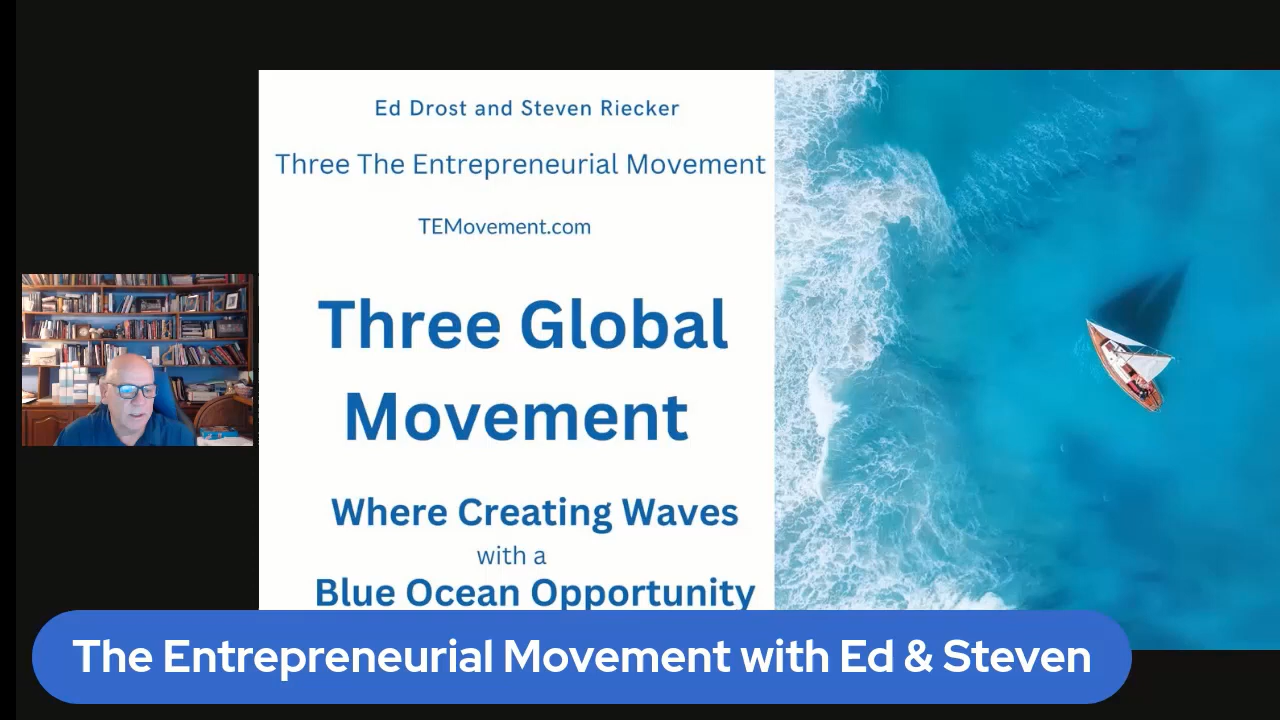 Ed Drost and Steven Riecker
Three The Entrepreneurial Movement
TEMovement.com
Three Global
Movement
Where Creating Waves
with a
Blue Ocean Opportunity
The Entrepreneurial Movement with Ed & Steven